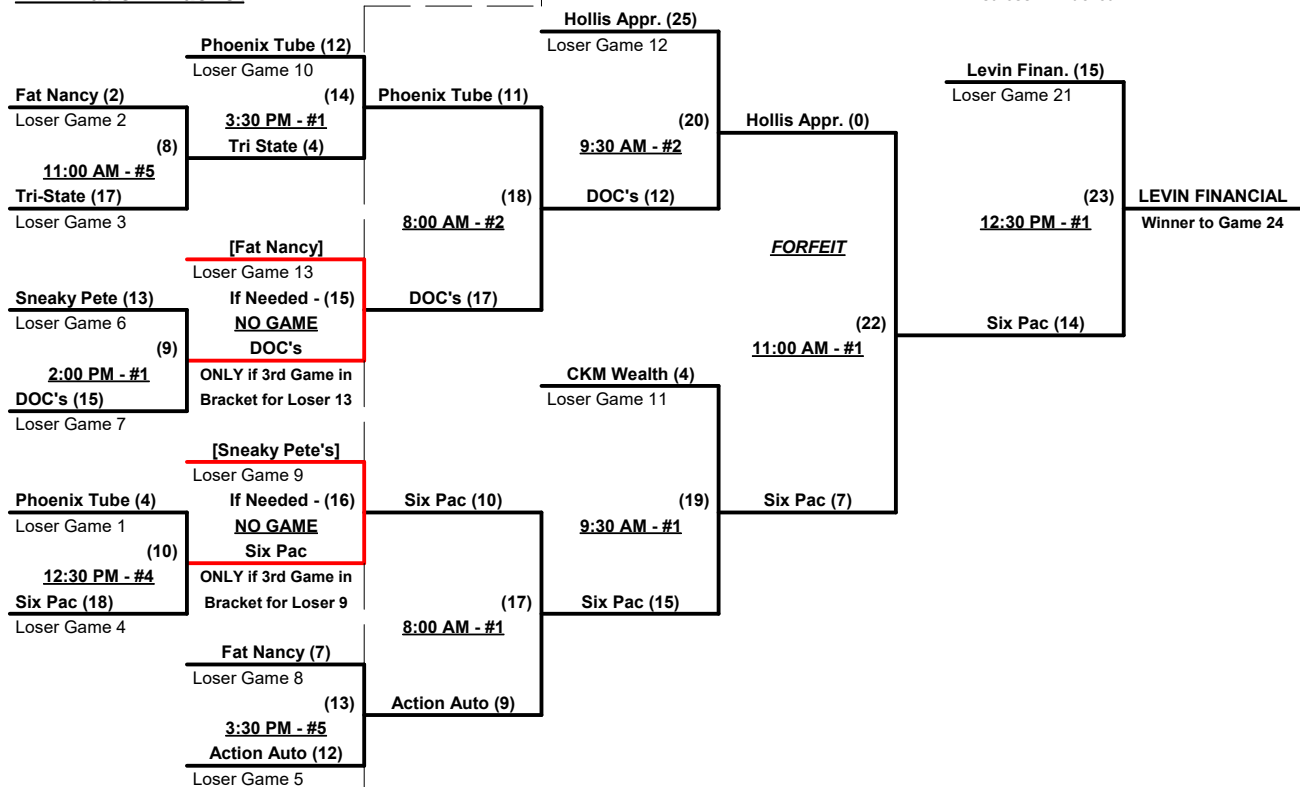 Hollis Appr. (25)
Loser Game 12
Phoenix Tube (12)
Loser Game 10
Levin Finan. (15)
Loser Game 21
Fat Nancy (2)
Loser Game 2
(14)
3:30 PM - #1
Phoenix Tube (11)
(8)
11:00 AM - #5
Tri State (4)
(20)
9:30 AM - #2
Hollis Appr. (0)
Tri-State (17)
Loser Game 3
(18)
8:00 AM - #2
DOC's (12)
(23)
12:30 PM - #1
LEVIN FINANCIAL
Winner to Game 24
[Fat Nancy]
Loser Game 13
FORFEIT
Sneaky Pete (13)
Loser Game 6
If Needed - (15)
NO GAME
DOC's
DOC's (17)
(9)
2:00 PM - #1
(22)
11:00 AM - #1
Six Pac (14)
ONLY if 3rd Game in
Bracket for Loser 13
DOC's (15)
Loser Game 7
CKM Wealth (4)
Loser Game 11
[Sneaky Pete's]
Loser Game 9
Phoenix Tube (4)
Loser Game 1
If Needed - (16)
NO GAME
Six Pac
Six Pac (10)
(19)
9:30 AM - #1
Six Pac (7)
(10)
12:30 PM - #4
ONLY if 3rd Game in
Bracket for Loser 9
Six Pac (18)
Loser Game 4
(17)
8:00 AM - #1
Six Pac (15)
Fat Nancy (7)
Loser Game 8
(13)
3:30 PM - #5
Action Auto (9)
Action Auto (12)
Loser Game 5